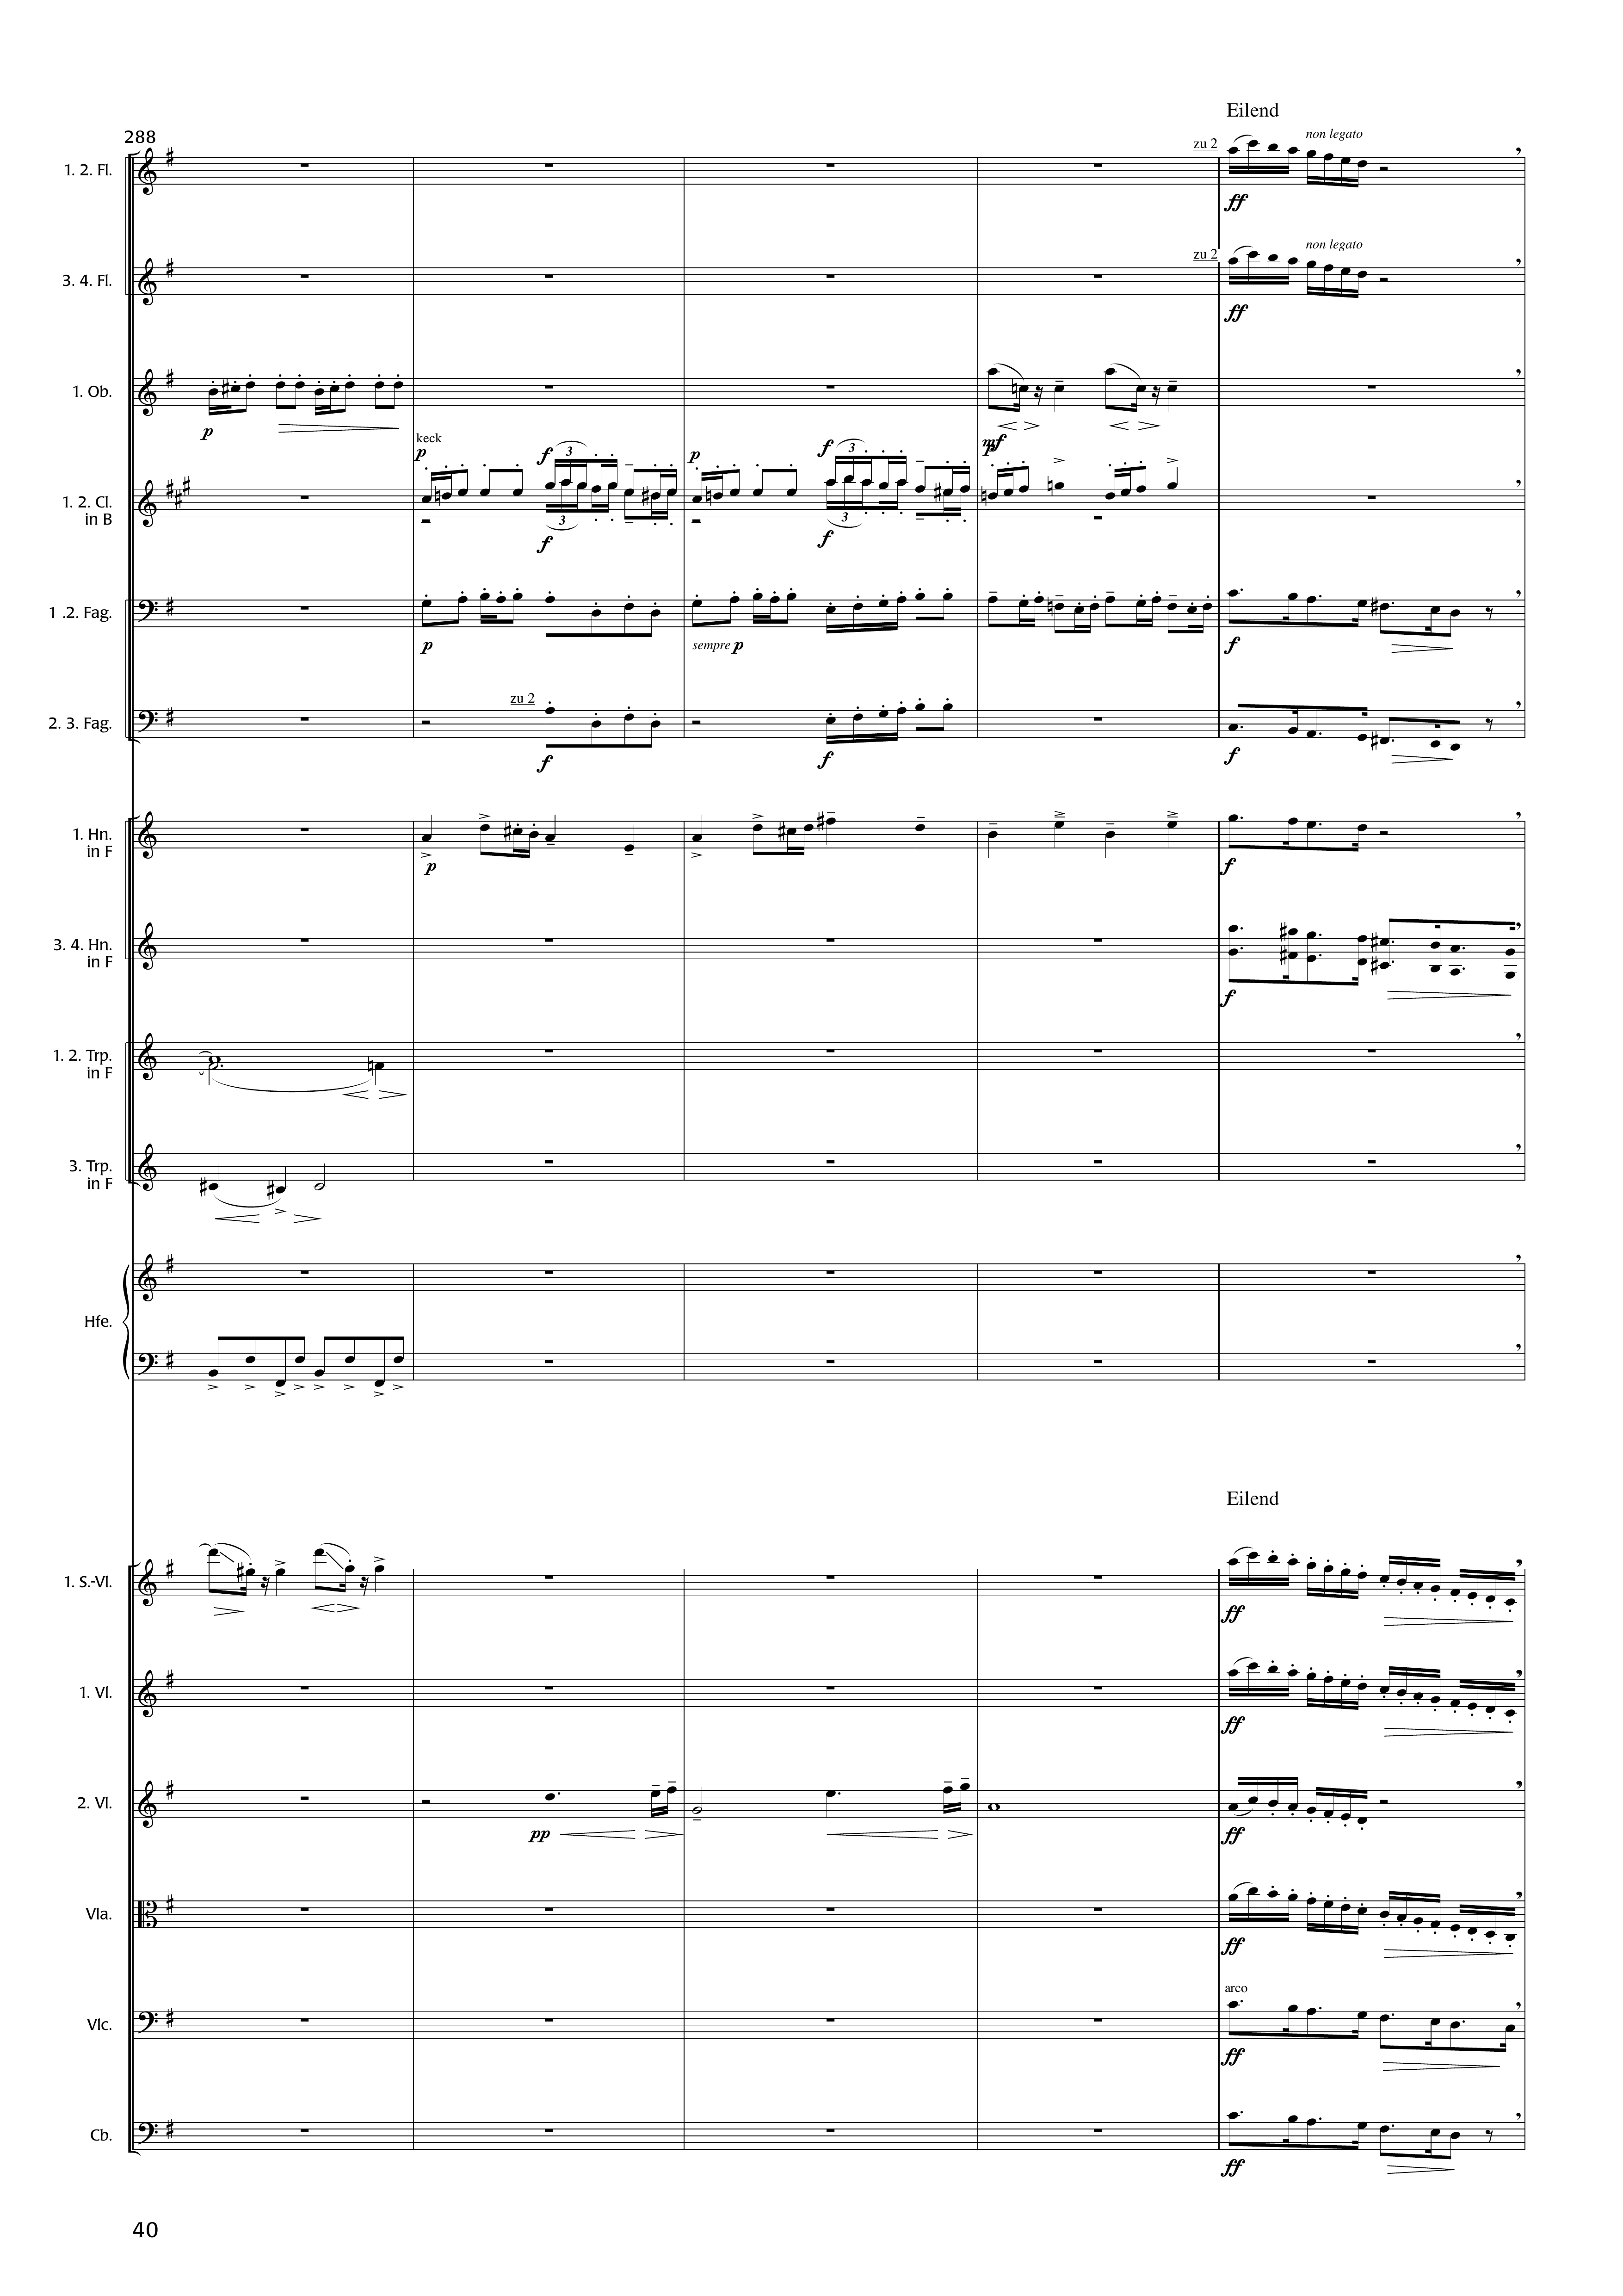 Eilend
288
zu 2
non legato
1. 2. Fl.
ff
zu 2
non legato
3. 4. Fl.
ff
1. Ob.
p
mf
keck
p
f
3
p
f
3
p
1. 2. Cl.
in B
3
f
3
f
1 .2. Fag.
p
sempre p
f
zu 2
2. 3. Fag.
f
f
f
1. Hn.
in F
p
f
3. 4. Hn.
in F
f
1. 2. Trp.
in F
3. Trp.
in F
Hfe.
Eilend
1. S.-Vl.
ff
1. Vl.
ff
2. Vl.
pp
ff
Vla.
ff
arco
Vlc.
ff
Cb.
ff
40